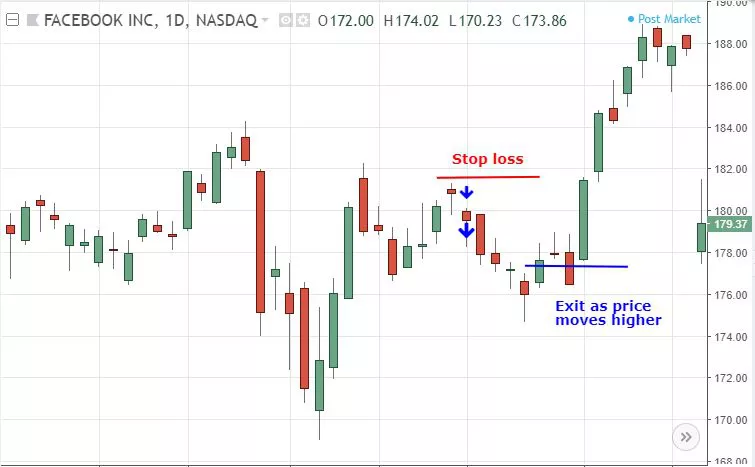 FACEBOOK INC, 1D, NASDAQ O172.00 H174.02 L170.23 C173.86
Post Market
190.00
188.00
186.00
184.00
182.00
180.00
179.37
178.00
176.00
174.00
172.00
170.00
168.00
Stop loss
Exit as price
moves higher